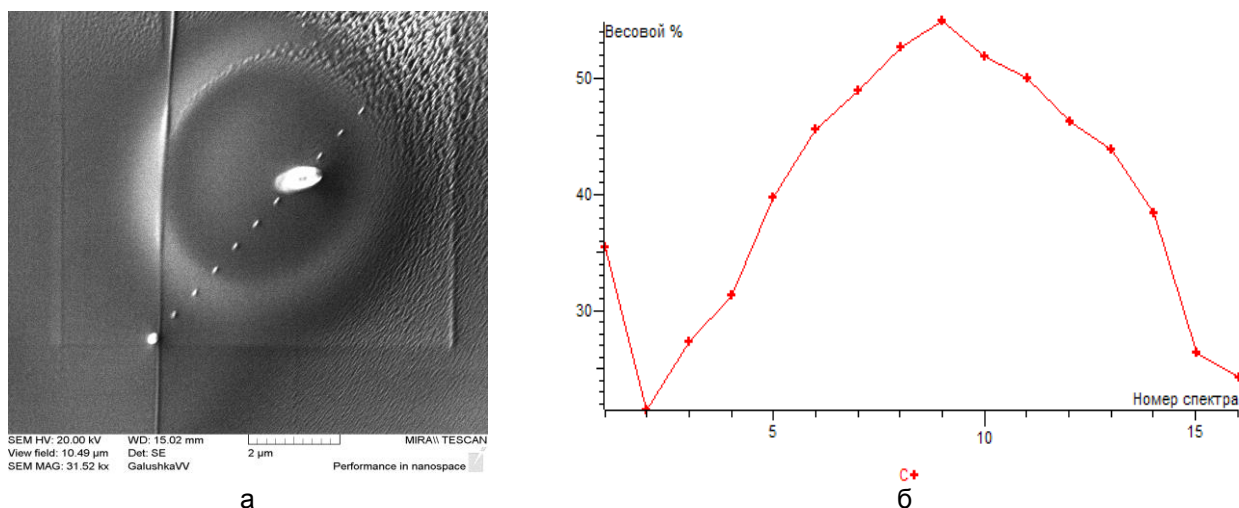 SEM HV: 20.00 kV WD: 15.02 mm MIRA\\ TESCAN
View field: 10.49 µm Det: SE 2 µm
SEM MAG: 31.52 kx GalushkaVV Performance in nanospace
а
Весовой %
50
40
30
Номер спектра
5 10 15
C
б